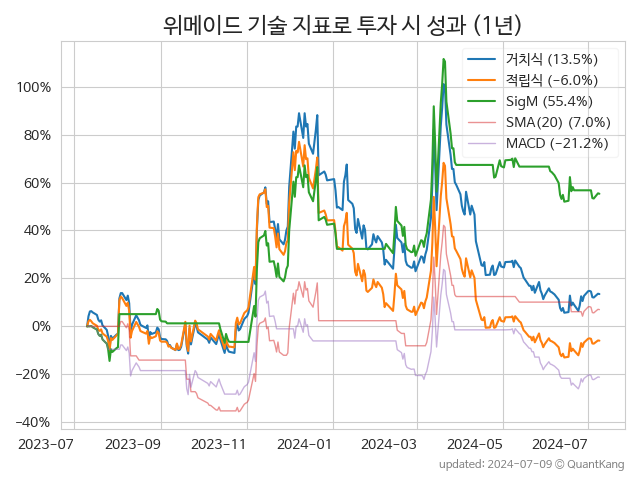 위메이드 기술 지표로 투자 시 성과 (1년)
거치식 (13.5%)
적립식 (−6.0%)
SigM (55.4%)
SMA(20) (7.0%)
MACD (−21.2%)
100%
80%
60%
40%
20%
0%
−20%
−40%
2023-07 2023-09 2023-11 2024-01 2024-03 2024-05 2024-07
updated: 2024-07-09 © QuantKang